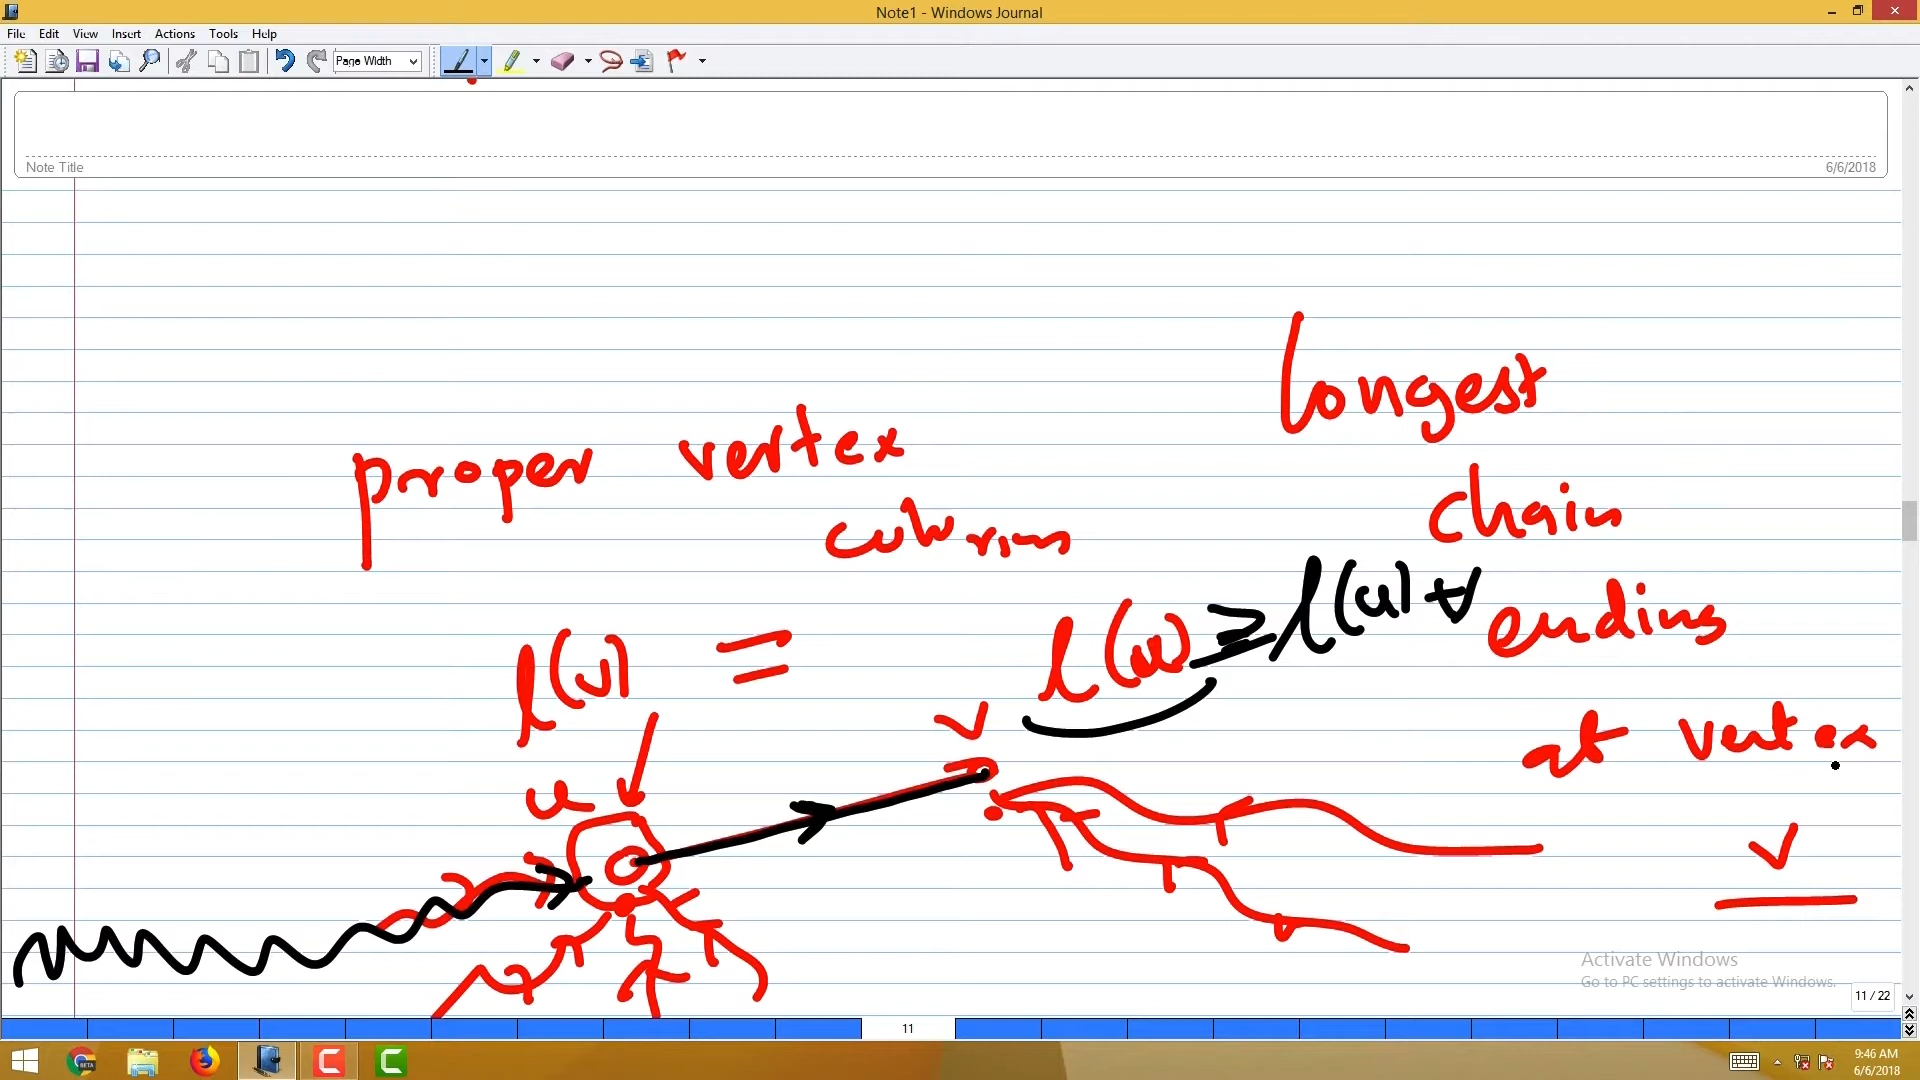 Note1 - Windows Journal
File Edit View Insert Actions Tools Help
Page Width
Note Title
6/6/2018
Longest
proper vertex
chain
l(v) =
l(u) ≥ l(u) ∀
ending
at vertex
v
u
v
Activate Windows
Go to PC settings to activate Windows.
11 / 22
11
BETA
9:46 AM
6/6/2018